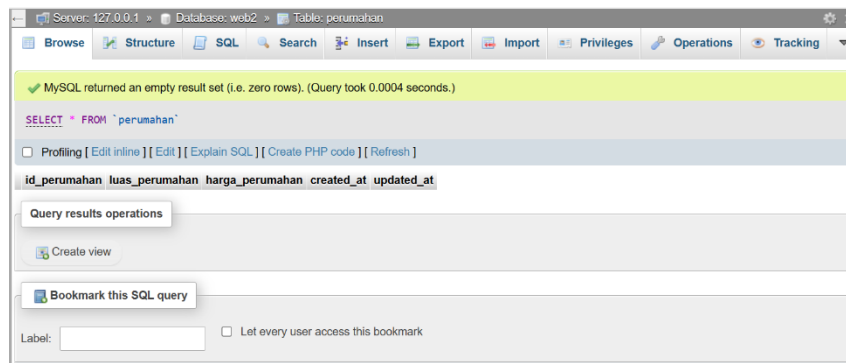 Server: 127.0.0.1 » Database: web2 » Table: perumahan
Browse Structure SQL Search Insert Export Import Privileges Operations Tracking
MySQL returned an empty result set (i.e. zero rows). (Query took 0.0004 seconds.)
SELECT * FROM `perumahan`
Profiling [ Edit inline ] [ Edit ] [ Explain SQL ] [ Create PHP code ] [ Refresh ]
id_perumahan luas_perumahan harga_perumahan created_at updated_at
Query results operations
Create view
Bookmark this SQL query
Label: Let every user access this bookmark